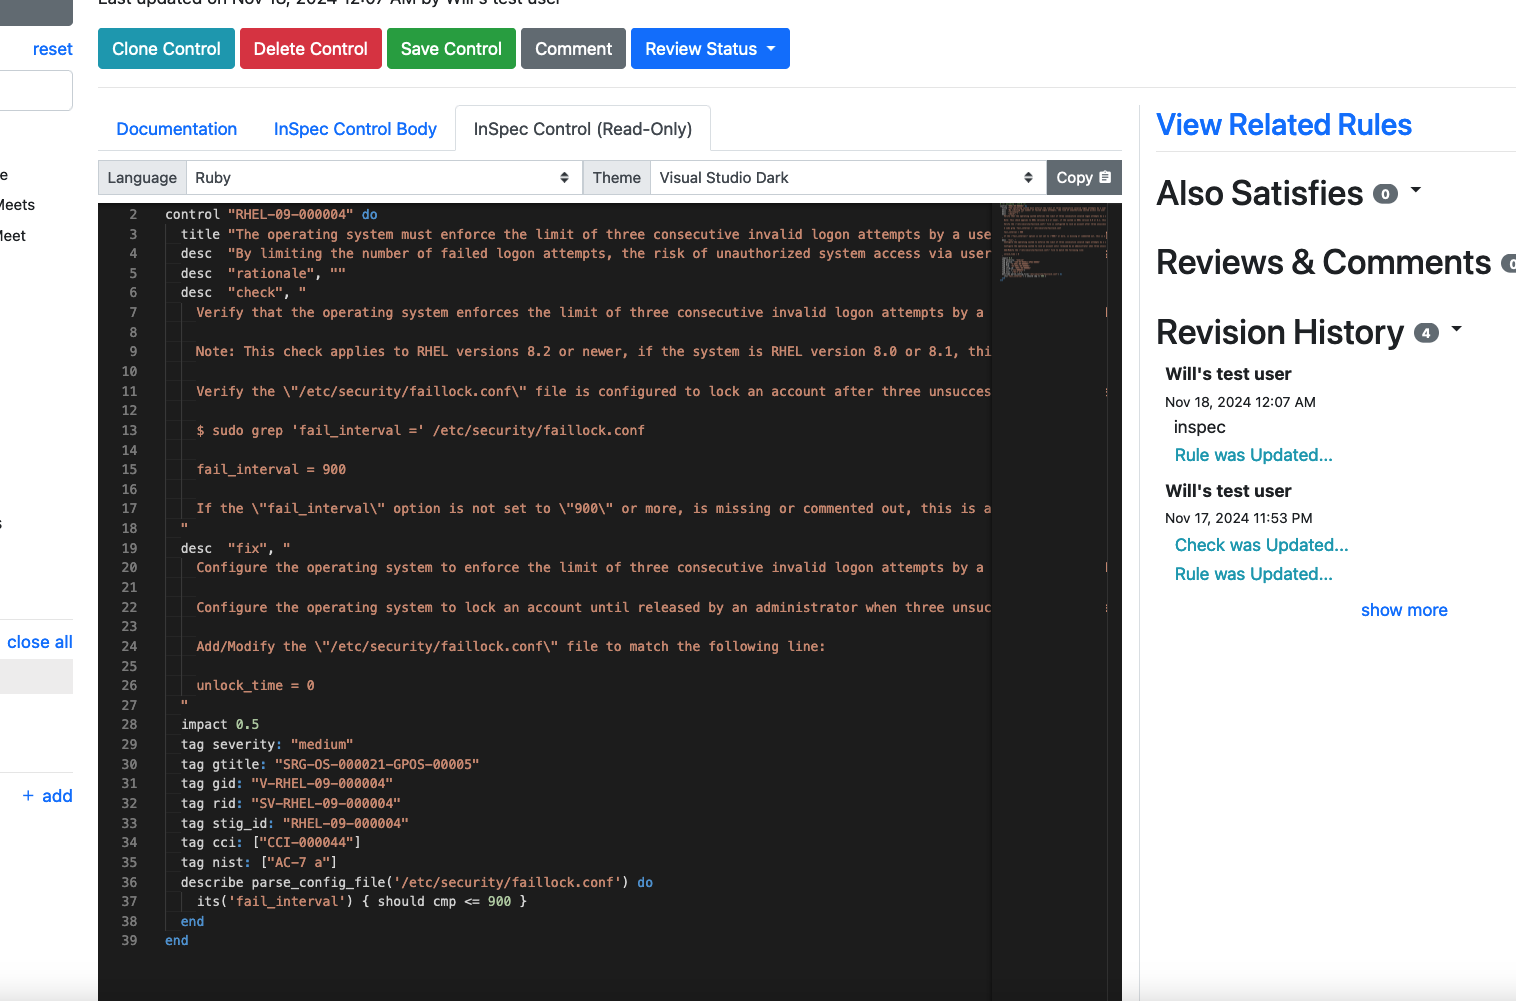 Last updated on Nov 18, 2024 12:07 AM by Will's test user
reset
Clone Control
Delete Control
Save Control
Comment
Review Status
Documentation
InSpec Control Body
InSpec Control (Read-Only)
Language
Ruby
Theme
Visual Studio Dark
Copy
Meets
Meet
close all
+ add
2 control "RHEL-09-000004" do
3 title "The operating system must enforce the limit of three consecutive invalid logon attempts by a use
4 desc "By limiting the number of failed logon attempts, the risk of unauthorized system access via user
5 desc "rationale", ""
6 desc "check", "
7 Verify that the operating system enforces the limit of three consecutive invalid logon attempts by a
8
9 Note: This check applies to RHEL versions 8.2 or newer, if the system is RHEL version 8.0 or 8.1, thi
10
11 Verify the \"/etc/security/faillock.conf\" file is configured to lock an account after three unsucces
12
13 $ sudo grep 'fail_interval =' /etc/security/faillock.conf
14
15 fail_interval = 900
16
17 If the \"fail_interval\" option is not set to \"900\" or more, is missing or commented out, this is a
18 "
19 desc "fix", "
20 Configure the operating system to enforce the limit of three consecutive invalid logon attempts by a
21
22 Configure the operating system to lock an account until released by an administrator when three unsuc
23
24 Add/Modify the \"/etc/security/faillock.conf\" file to match the following line:
25
26 unlock_time = 0
27 "
28 impact 0.5
29 tag severity: "medium"
30 tag gtitle: "SRG-OS-000021-GPOS-00005"
31 tag gid: "V-RHEL-09-000004"
32 tag rid: "SV-RHEL-09-000004"
33 tag stig_id: "RHEL-09-000004"
34 tag cci: ["CCI-000044"]
35 tag nist: ["AC-7 a"]
36 describe parse_config_file('/etc/security/faillock.conf') do
37 its('fail_interval') { should cmp <= 900 }
38 end
39 end
View Related Rules
Also Satisfies 0
Reviews & Comments 0
Revision History 4
Will's test user
Nov 18, 2024 12:07 AM
inspec
Rule was Updated...
Will's test user
Nov 17, 2024 11:53 PM
Check was Updated...
Rule was Updated...
show more